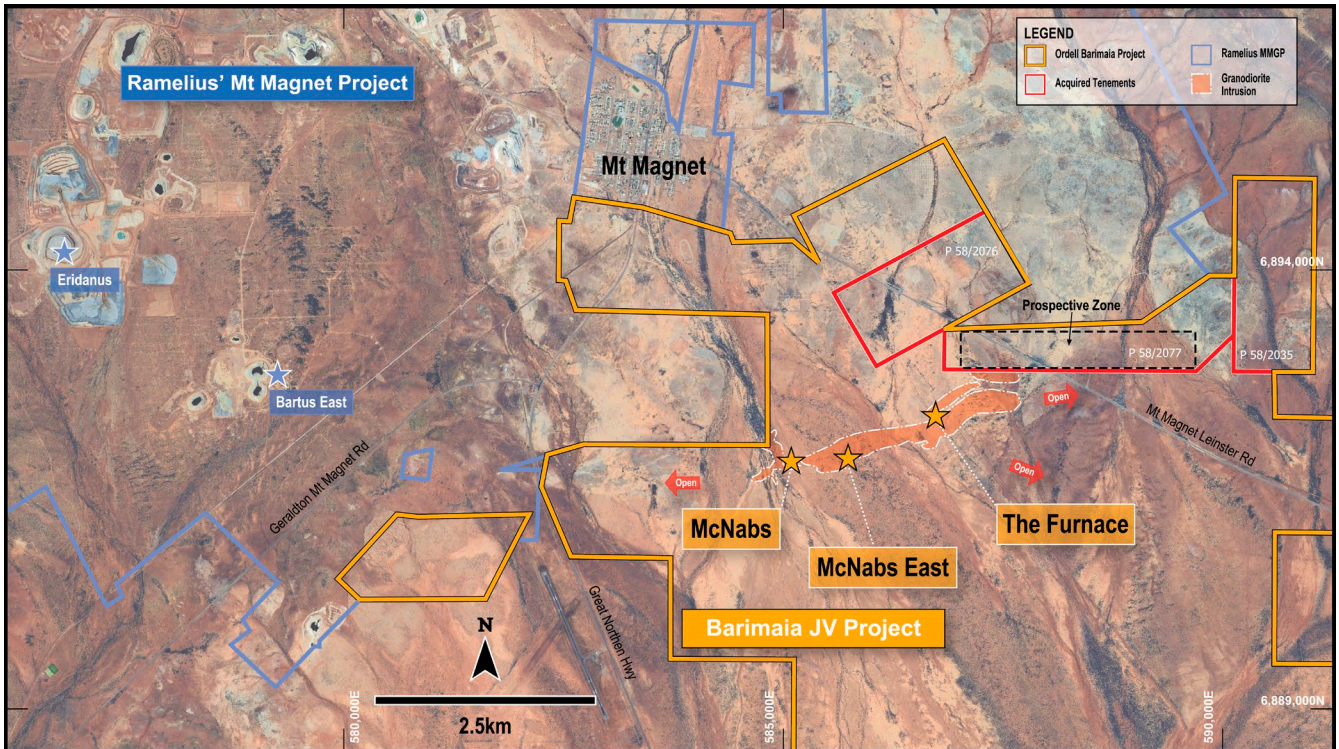 Ramelius' Mt Magnet Project
LEGEND
Ordell Barimaia Project
Ramelius MMGP
Acquired Tenements
Granodiorite
Intrusion
Mt Magnet
P 58/2076
6,894,000N
Eridanus
Prospective Zone
P 58/2077
P 58/2035
Bartus East
Open
Mt Magnet Leinster Rd
Geraldton Mt Magnet Rd
Open
Open
McNabs
The Furnace
McNabs East
Great Northen Hwy
Barimaia JV Project
N
2.5km
580,000E
585,000E
590,000E
6,889,000N